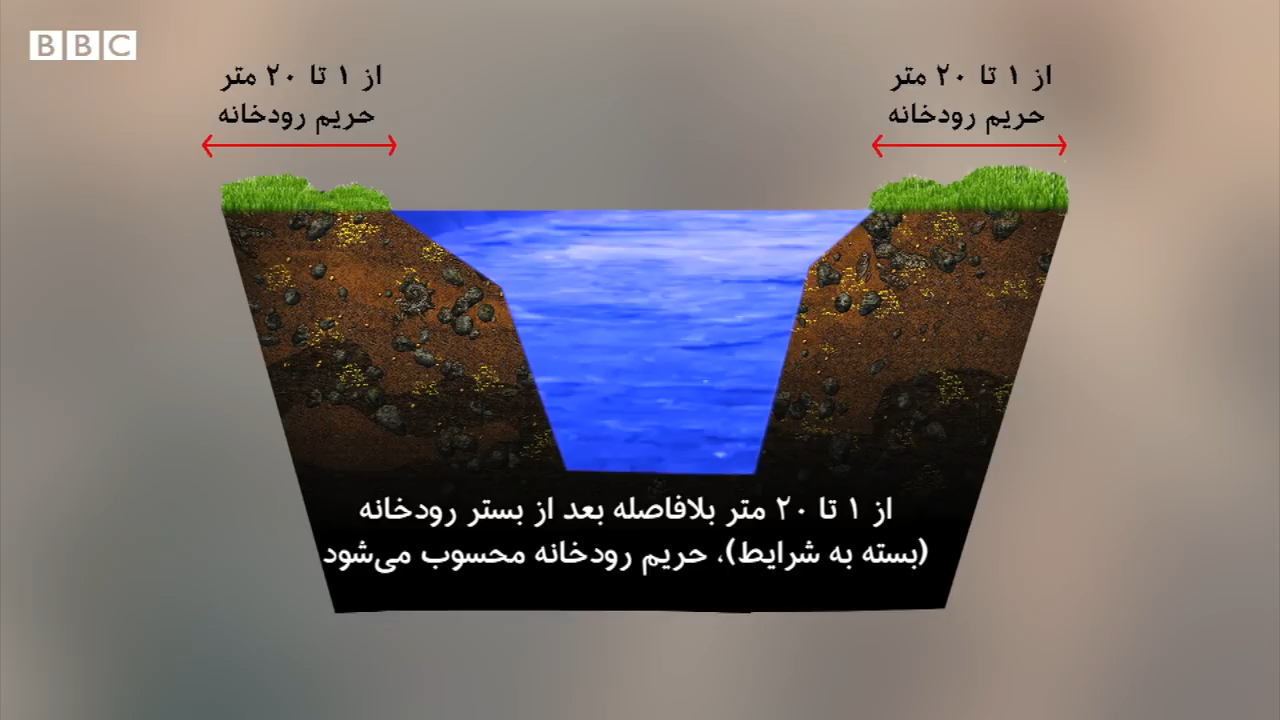 BBC
از ۱ تا ۲۰ متر
حریم رودخانه
از ۱ تا ۲۰ متر
حریم رودخانه
از ۱ تا ۲۰ متر بلافاصله بعد از بستر رودخانه
(بسته به شرایط)، حریم رودخانه محسوب می‌شود